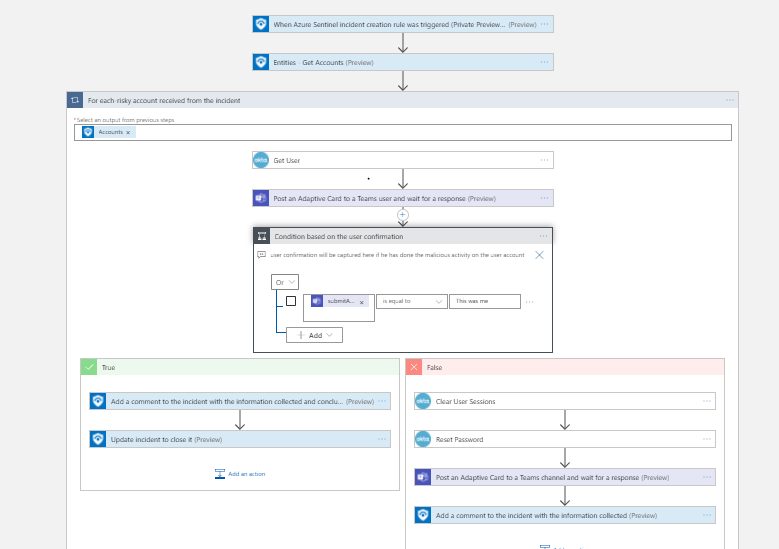 When Azure Sentinel incident creation rule was triggered (Private Preview... (Preview)
Entities - Get Accounts (Preview)
For each risky account received from the incident
*Select an output from previous steps
Accounts ×
okta Get User
Post an Adaptive Card to a Teams user and wait for a response (Preview)
Condition based on the user confirmation
user confirmation will be captured here if he has done the malicious activity on the user account
Or
submitA... × is equal to This was me
Add
True
False
Add a comment to the incident with the information collected and conclu... (Preview)
Update incident to close it (Preview)
Add an action
okta Clear User Sessions
okta Reset Password
Post an Adaptive Card to a Teams channel and wait for a response (Preview)
Add a comment to the incident with the information collected (Preview)